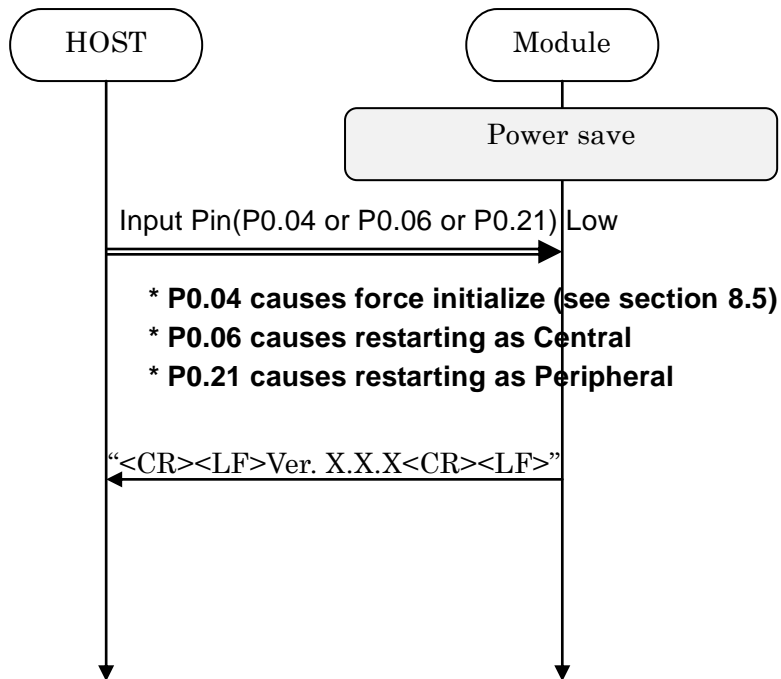 HOST
Module
Power save
Input Pin(P0.04 or P0.06 or P0.21) Low
* P0.04 causes force initialize (see section 8.5)
* P0.06 causes restarting as Central
* P0.21 causes restarting as Peripheral
“<CR><LF>Ver. X.X.X<CR><LF>”